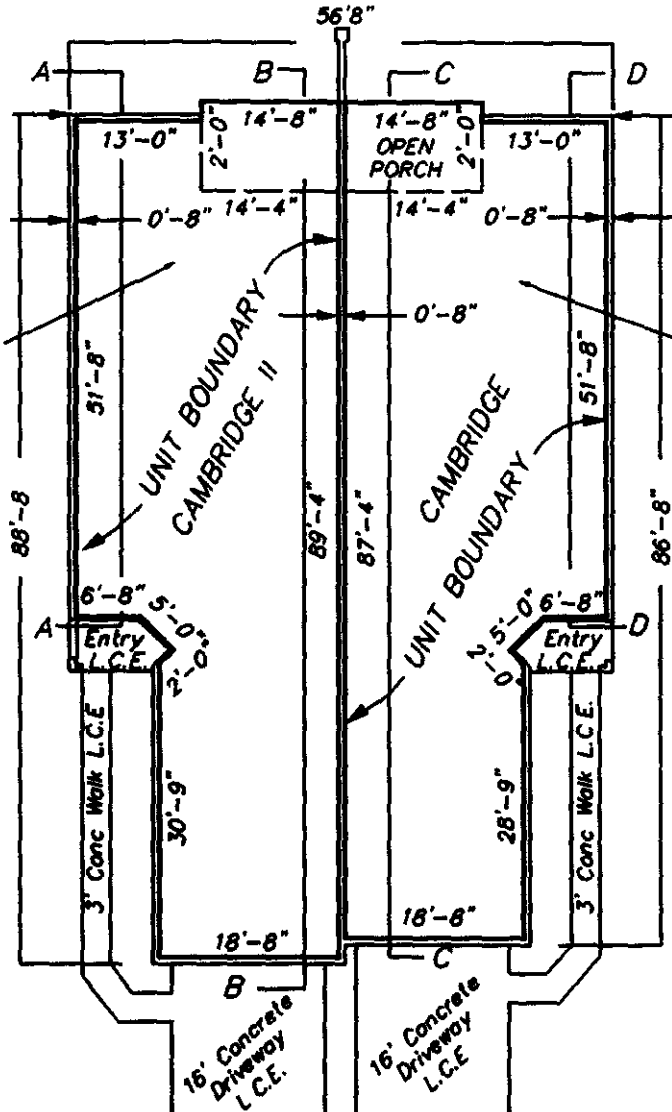 56'8"
A
B
C
D
13'-0"
2'-0"
14'-8"
14'-8"
OPEN
PORCH
2'-0"
13'-0"
0'-8"
14'-4"
14'-4"
0'-8"
0'-8"
51'-8"
UNIT BOUNDARY
CAMBRIDGE II
CAMBRIDGE
UNIT BOUNDARY
51'-8"
88'-8
89'-4"
87'-4"
86'-8"
A
6'-8"
5'-0"
2'-0"
Entry
L.C.E.
5'-0"
2'-0"
6'-8"
D
Entry
L.C.E.
3' Conc Walk L.C.E
30'-9"
28'-9"
3' Conc Walk L.C.E.
18'-8"
18'-8"
B
C
16' Concrete
Driveway
L C.E.
16' Concrete
Driveway
L.C.E